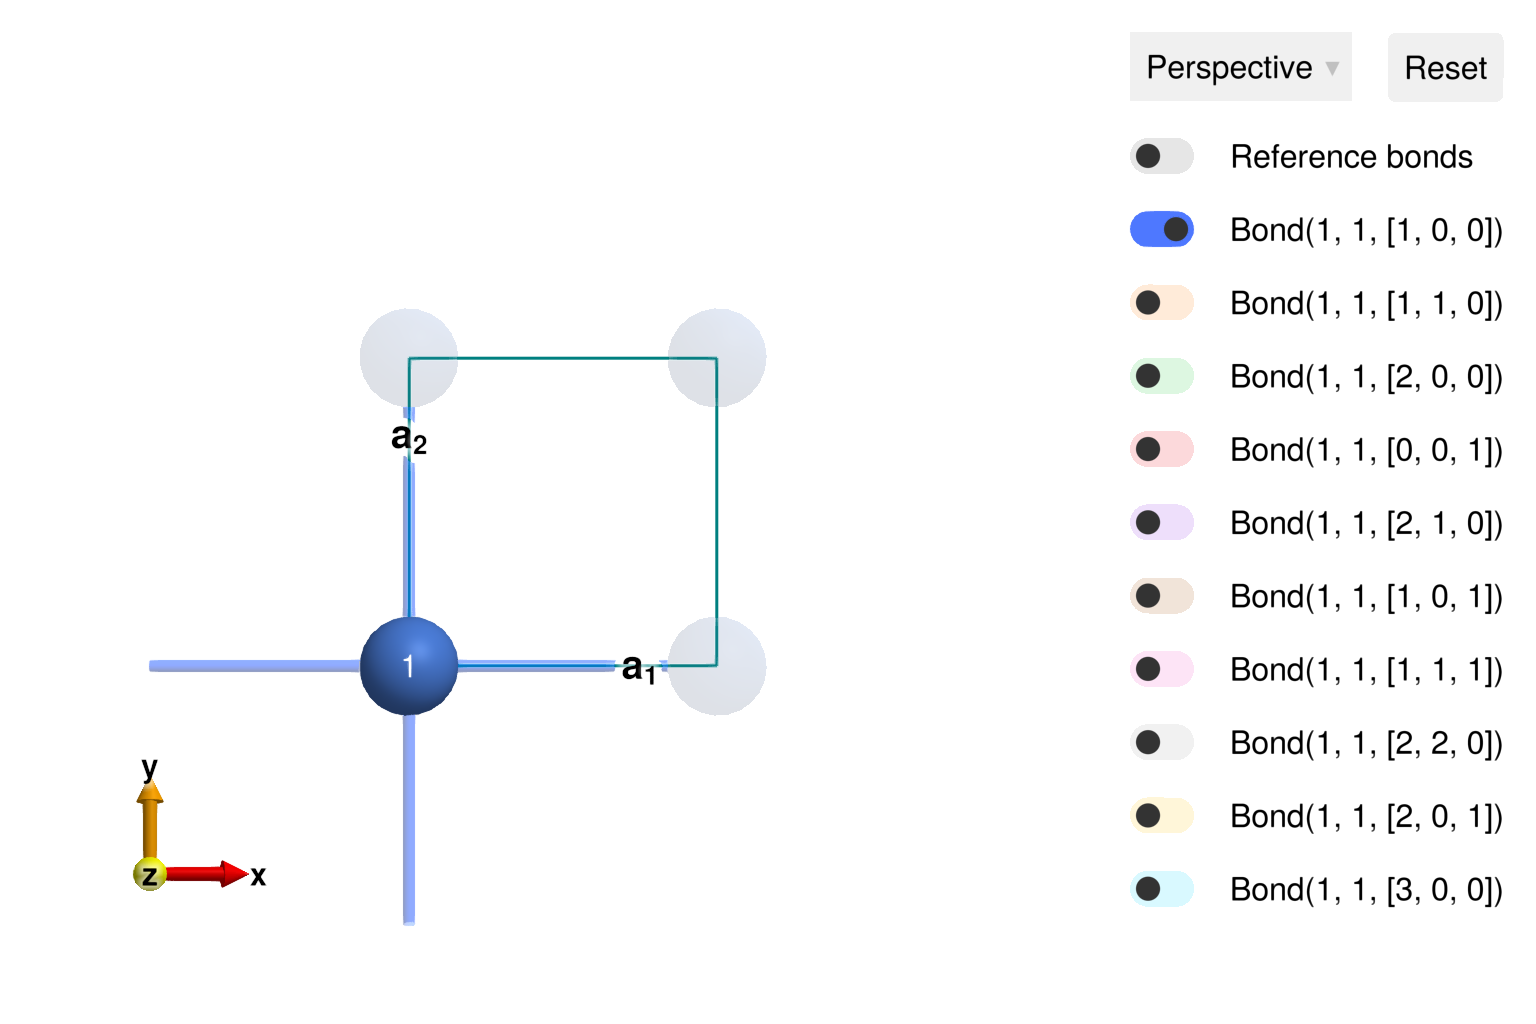 Perspective ▼ Reset
Reference bonds
Bond(1, 1, [1, 0, 0])
Bond(1, 1, [1, 1, 0])
Bond(1, 1, [2, 0, 0])
Bond(1, 1, [0, 0, 1])
Bond(1, 1, [2, 1, 0])
Bond(1, 1, [1, 0, 1])
Bond(1, 1, [1, 1, 1])
Bond(1, 1, [2, 2, 0])
Bond(1, 1, [2, 0, 1])
Bond(1, 1, [3, 0, 0])
a₂
1
a₁
y
z
x